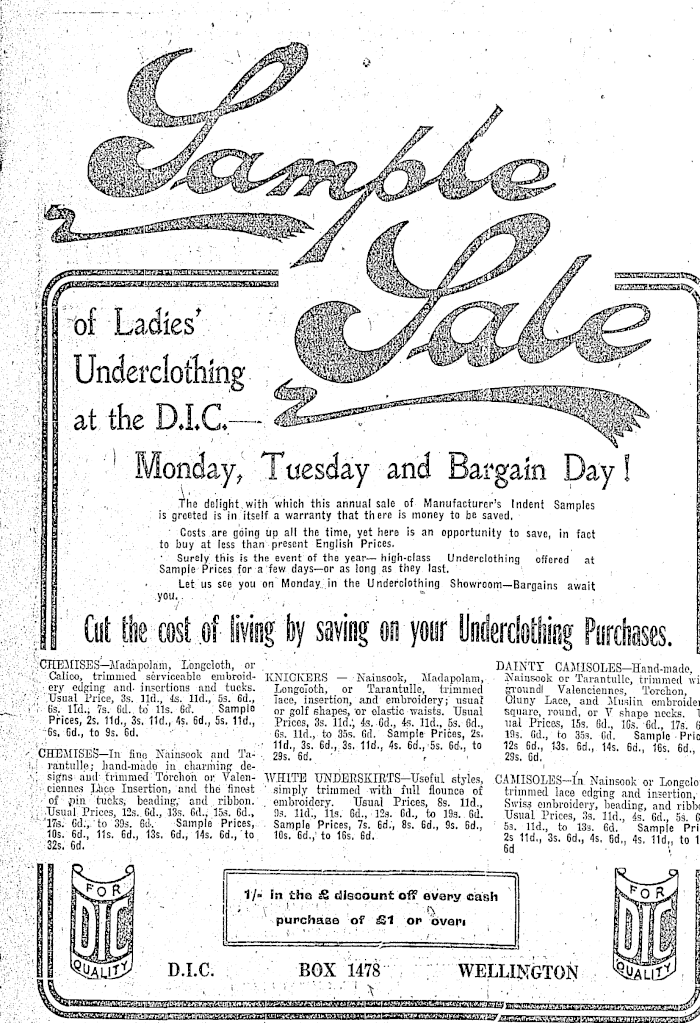 Sample
Sale
of Ladies'
Underclothing
at the D.I.C.—
Monday, Tuesday and Bargain Day!
The delight with which this annual sale of Manufacturer's Indent Samples
is greeted is in itself a warranty that there is money to be saved.
Costs are going up all the time, yet here is an opportunity to save, in fact
to buy at less than present English Prices.
Surely this is the event of the year— high-class Underclothing offered at
Sample Prices for a few days—or as long as they last.
Let us see you on Monday in the Underclothing Showroom—Bargains await
you.
Cut the cost of living by saving on your Underclothing Purchases.
CHEMISES—Madapolam, Longcloth, or
Calico, trimmed serviceable embroid-
ery edging and insertions and tucks.
Usual Price, 3s. 11d., 4s. 11d., 5s. 6d.,
6s. 11d., 7s. 6d. to 11s. 6d. Sample
Prices, 2s. 11d., 3s. 11d., 4s. 6d., 5s. 11d.,
6s. 6d., to 9s. 6d.
CHEMISES—In fine Nainsook and Ta-
rantulle; hand-made in charming de-
signs and trimmed Torchon or Valen-
ciennes Lace Insertion, and the finest
of pin tucks, beading, and ribbon.
Usual Prices, 12s. 6d., 13s. 6d., 15s. 6d.,
17s. 6d., to 39s. 6d. Sample Prices,
10s. 6d., 11s. 6d., 13s. 6d., 14s. 6d., to
32s. 6d.
KNICKERS — Nainsook, Madapolam,
Longcloth, or Tarantulle, trimmed
lace, insertion, and embroidery; usual
or golf shapes, or elastic waists. Usual
Prices, 3s. 11d., 4s. 6d., 4s. 11d., 5s. 6d.,
6s. 11d., to 35s. 6d. Sample Prices, 2s.
11d., 3s. 6d., 3s. 11d., 4s. 6d., 5s. 6d., to
29s. 6d.
WHITE UNDERSKIRTS—Useful styles,
simply trimmed with full flounce of
embroidery. Usual Prices, 8s. 11d.,
9s. 11d., 11s. 6d., 12s. 6d., to 19s. 6d.
Sample Prices, 7s. 6d., 8s. 6d., 9s. 6d.,
10s. 6d., to 16s. 6d.
DAINTY CAMISOLES—Hand-made,
Nainsook or Tarantulle, trimmed wi
ground Valenciennes, Torchon,
Cluny Lace, and Muslin embroider
square, round, or V shape necks.
ual Prices, 15s. 6d., 16s. 6d., 17s. 6
19s. 6d., to 35s. 6d. Sample Pric
12s 6d., 13s. 6d., 14s. 6d., 16s. 6d.,
29s. 6d.
CAMISOLES—In Nainsook or Longclo
trimmed lace edging and insertion,
Swiss embroidery, beading, and ribbo
Usual Prices, 3s. 11d., 4s. 6d., 5s. 6
5s. 11d., to 13s. 6d. Sample Pri
2s 11d., 3s. 6d., 4s. 6d., 4s. 11d., to 1
6d
1/- in the £ discount off every cash
purchase of £1 or over
FOR
DIC
QUALITY
FOR
DIC
QUALITY
D.I.C. BOX 1478 WELLINGTON